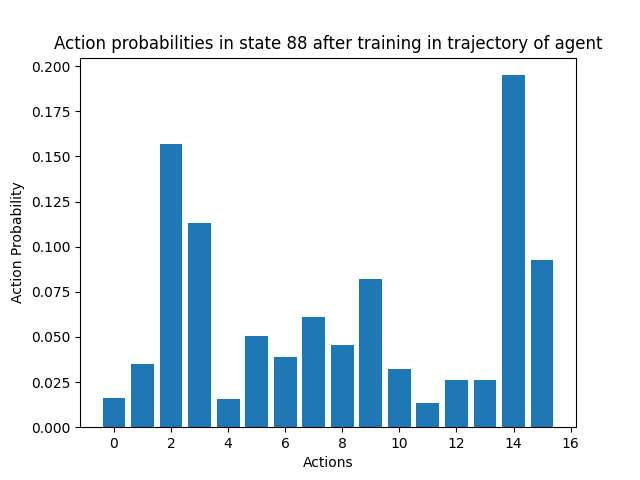 Action probabilities in state 88 after training in trajectory of agent
0.200
0.175
0.150
0.125
0.100
0.075
0.050
0.025
0.000
Action Probability
0 2 4 6 8 10 12 14 16
Actions